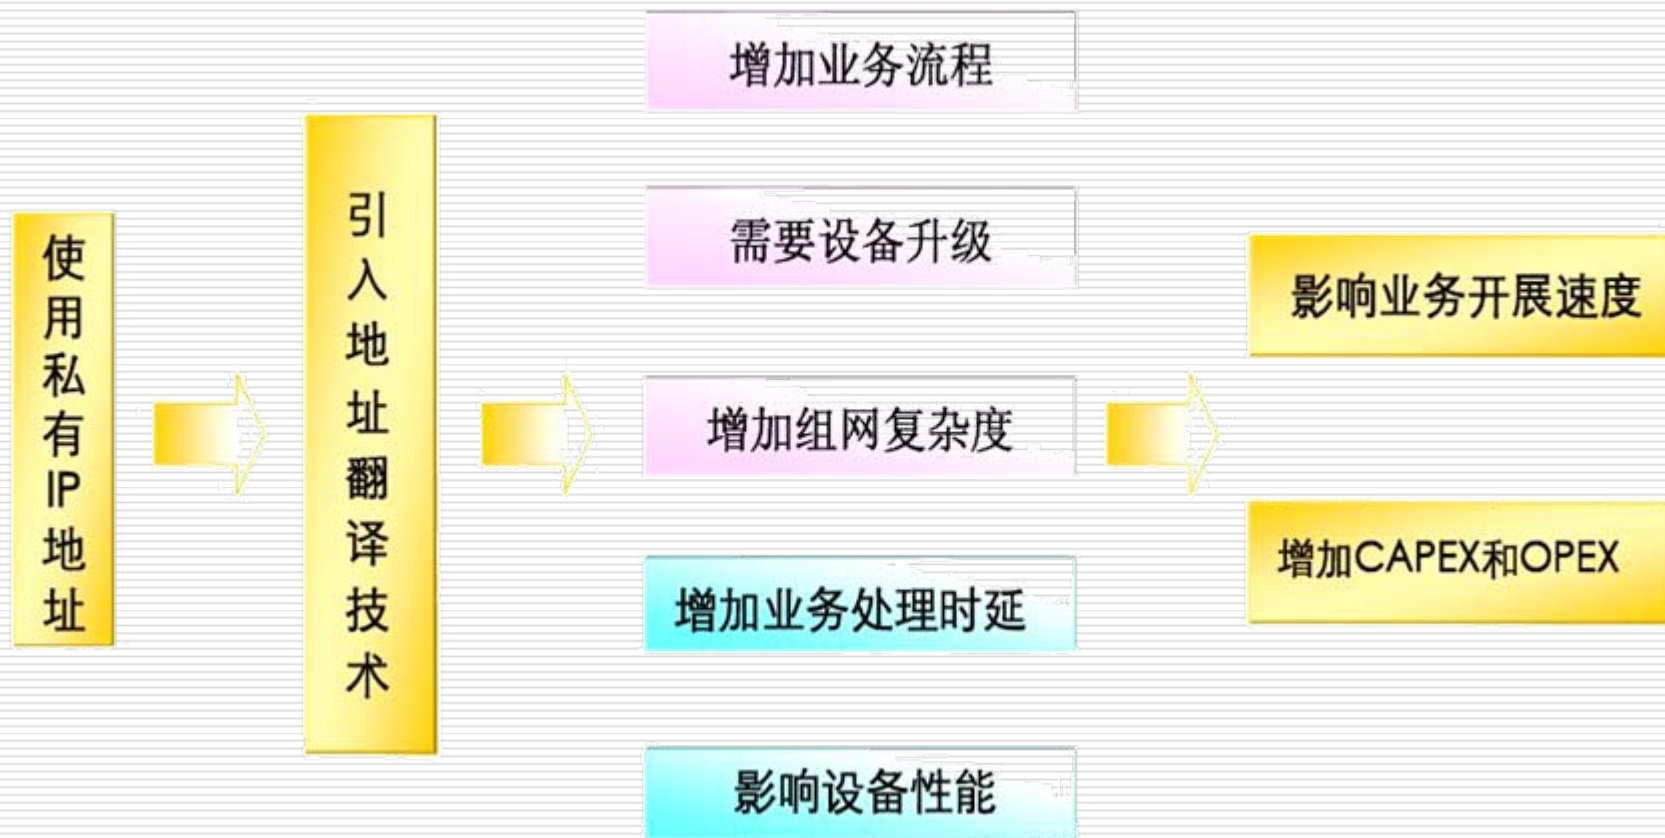 使用私有IP地址
引入地址翻译技术
增加业务流程
需要设备升级
增加组网复杂度
增加业务处理时延
影响设备性能
影响业务开展速度
增加CAPEX和OPEX